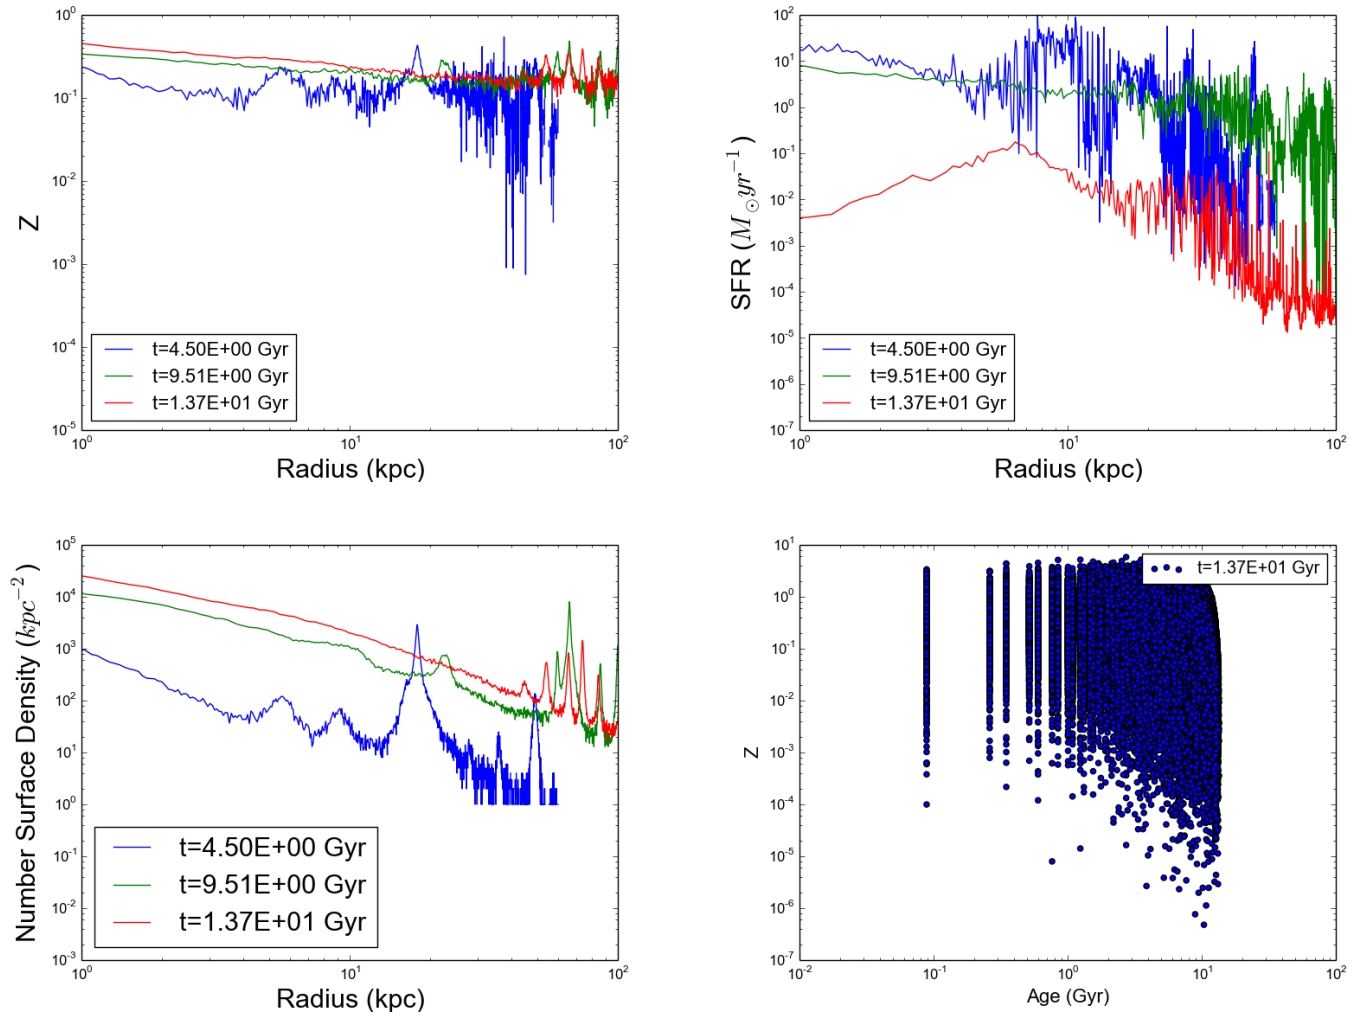 10^0
10^-1
10^-2
10^-3
10^-4
10^-5
Z
t=4.50E+00 Gyr
t=9.51E+00 Gyr
t=1.37E+01 Gyr
10^0 10^1 10^2
Radius (kpc)
10^2
10^1
10^0
10^-1
10^-2
10^-3
10^-4
10^-5
10^-6
10^-7
SFR (M_⊙yr^-1)
t=4.50E+00 Gyr
t=9.51E+00 Gyr
t=1.37E+01 Gyr
10^0 10^1 10^2
Radius (kpc)
10^5
10^4
10^3
10^2
10^1
10^0
10^-1
10^-2
10^-3
Number Surface Density (kpc^-2)
t=4.50E+00 Gyr
t=9.51E+00 Gyr
t=1.37E+01 Gyr
10^0 10^1 10^2
Radius (kpc)
10^1
10^0
10^-1
10^-2
10^-3
10^-4
10^-5
10^-6
10^-7
Z
t=1.37E+01 Gyr
10^-2 10^-1 10^0 10^1 10^2
Age (Gyr)